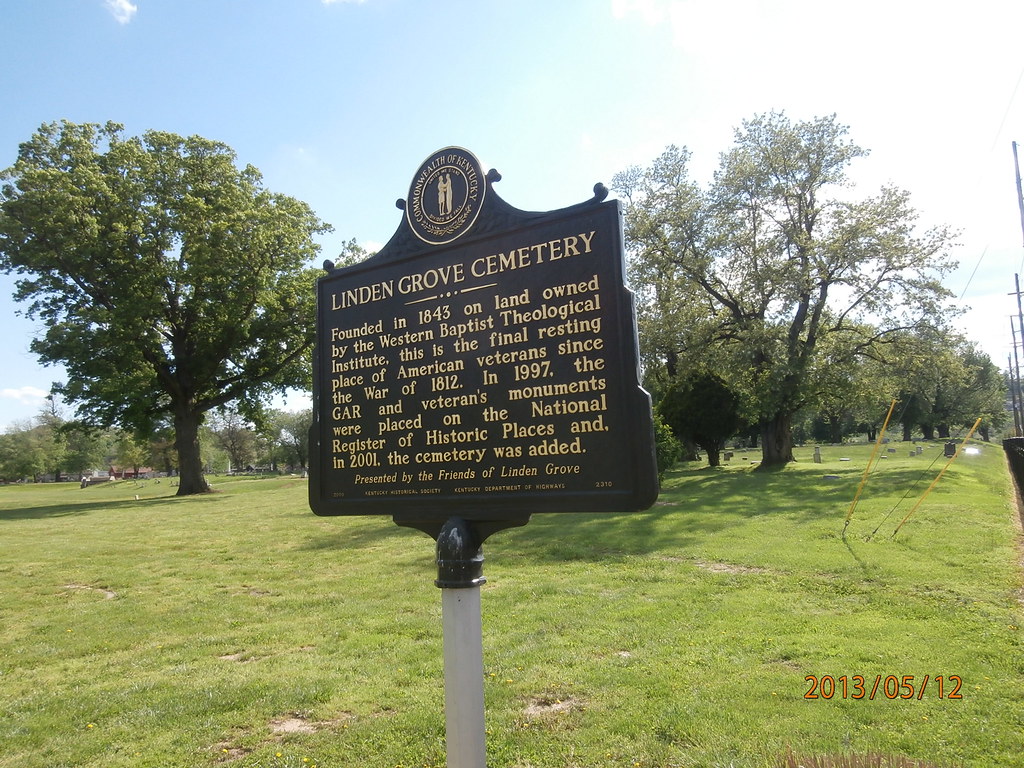 COMMONWEALTH OF KENTUCKY
LINDEN GROVE CEMETERY
Founded in 1843 on land owned
by the Western Baptist Theological
Institute, this is the final resting
place of American veterans since
the War of 1812. In 1997, the
GAR and veteran's monuments
were placed on the National
Register of Historic Places and,
in 2001, the cemetery was added.
Presented by the Friends of Linden Grove
KENTUCKY HISTORICAL SOCIETY KENTUCKY DEPARTMENT OF HIGHWAYS 2310
2013/05/12